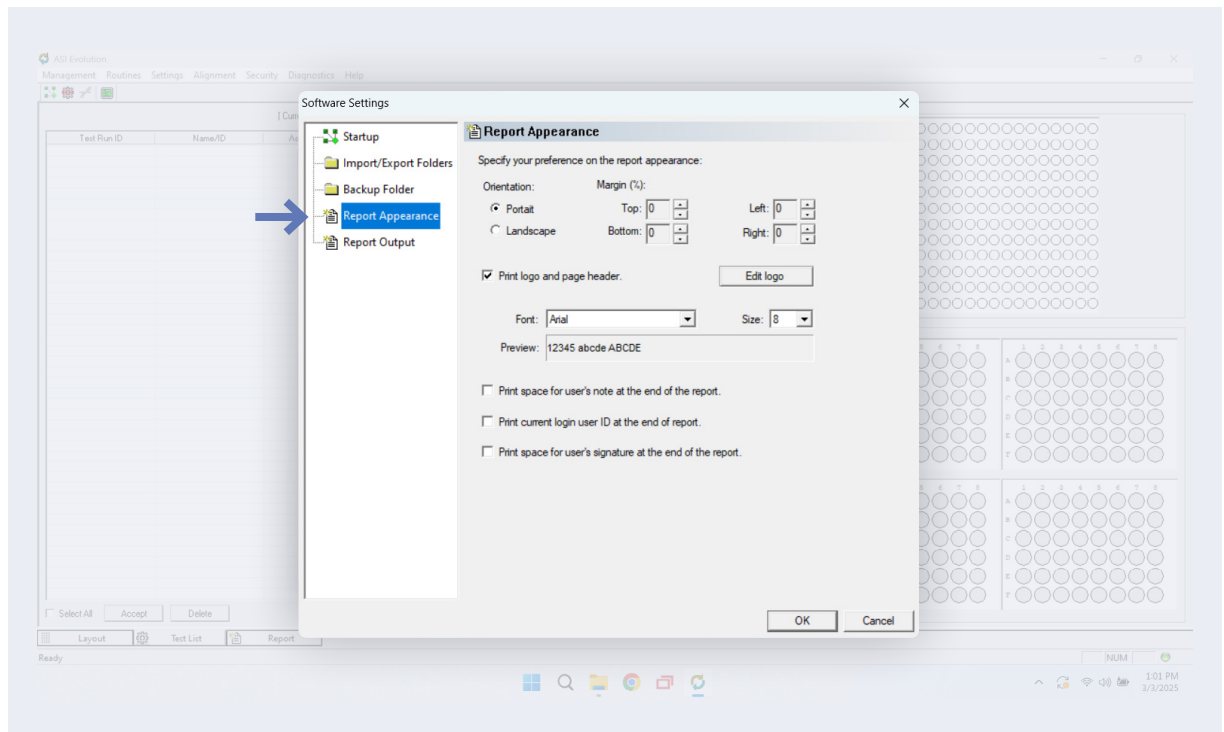 ASI Evolution
Management Routines Settings Alignment Security Diagnostics Help
Software Settings
| Curr
Test Run ID Name/ID
Startup
Import/Export Folders
Backup Folder
Report Appearance
Report Output
Report Appearance
Specify your preference on the report appearance:
Orientation: Margin (%):
Portait Top: 0 Left: 0
Landscape Bottom: 0 Right: 0
Print logo and page header. Edit logo
Font: Arial Size: 8
Preview: 12345 abcde ABCDE
Print space for user's note at the end of the report.
Print current login user ID at the end of report.
Print space for user's signature at the end of the report.
OK Cancel
Select All Accept Delete
Layout Test List Report
Ready NUM
1:01 PM
3/3/2025